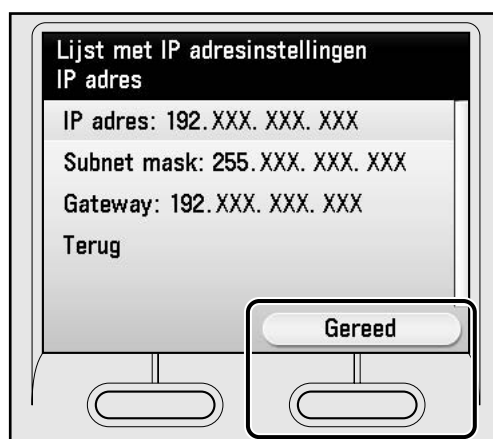 Lijst met IP adresinstellingen
IP adres
IP adres: 192. XXX. XXX. XXX
Subnet mask: 255. XXX. XXX. XXX
Gateway: 192. XXX. XXX. XXX
Terug
Gereed